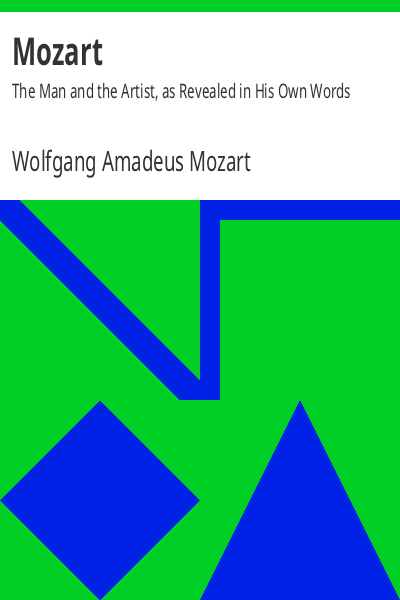 Mozart
The Man and the Artist, as Revealed in His Own Words
Wolfgang Amadeus Mozart